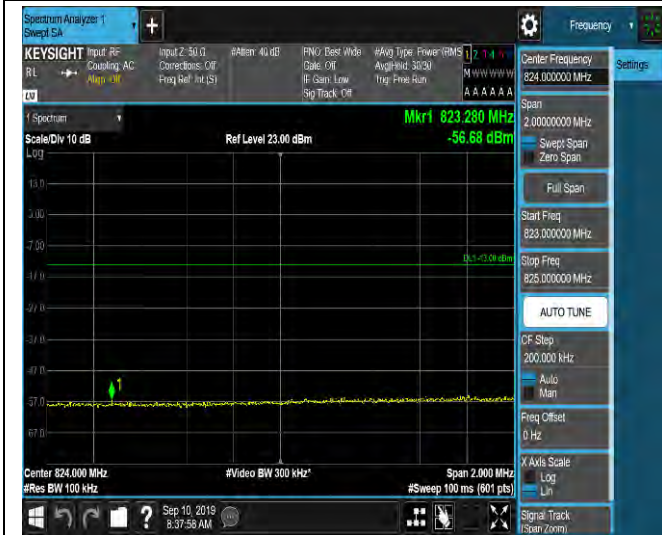 Spectrum Analyzer 1
Swept SA
+
Frequency
KEYSIGHT
RL
LV
Input: RF
Coupling: AC
Align: Off
Input Z: 50 Ω
Corrections: Off
Freq Ref: Int (S)
#Atten: 40 dB
PNO: Best Wide
Gate: Off
IF Gain: Low
Sig Track: Off
#Avg Type: Power (RMS
Avg|Hold: 30/30
Trig: Free Run
M W W W W W
A A A A A A
1 Spectrum
Scale/Div 10 dB
Log
Ref Level 23.00 dBm
Mkr1 823.280 MHz
-56.68 dBm
13.0
3.00
-7.00
DL1 -13.00 dBm
-17.0
-27.0
-37.0
-47.0
1
-57.0
-67.0
Center 824.000 MHz
#Res BW 100 kHz
#Video BW 300 kHz*
Span 2.000 MHz
#Sweep 100 ms (601 pts)
?
Sep 10, 2019
8:37:58 AM
Center Frequency
824.000000 MHz
Settings
Span
2.00000000 MHz
Swept Span
Zero Span
Full Span
Start Freq
823.000000 MHz
Stop Freq
825.000000 MHz
AUTO TUNE
CF Step
200.000 kHz
Auto
Man
Freq Offset
0 Hz
X Axis Scale
Log
Lin
Signal Track
(Span Zoom)